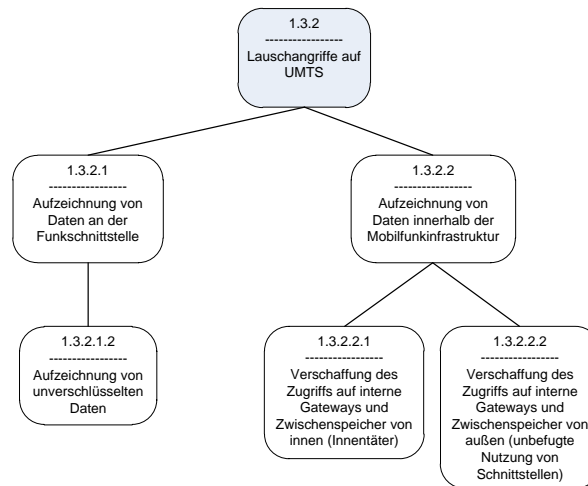 1.3.2
-----------------
Lauschangriffe auf
UMTS
1.3.2.1
-----------------
Aufzeichnung von
Daten an der
Funkschnittstelle
1.3.2.2
-----------------
Aufzeichnung von
Daten innerhalb der
Mobilfunkinfrastruktur
1.3.2.1.2
-----------------
Aufzeichnung von
unverschlüsselten
Daten
1.3.2.2.1
-----------------
Verschaffung des
Zugriffs auf interne
Gateways und
Zwischenspeicher von
innen (Innentäter)
1.3.2.2.2
-----------------
Verschaffung des
Zugriffs auf interne
Gateways und
Zwischenspeicher von
außen (unbefugte
Nutzung von
Schnittstellen)